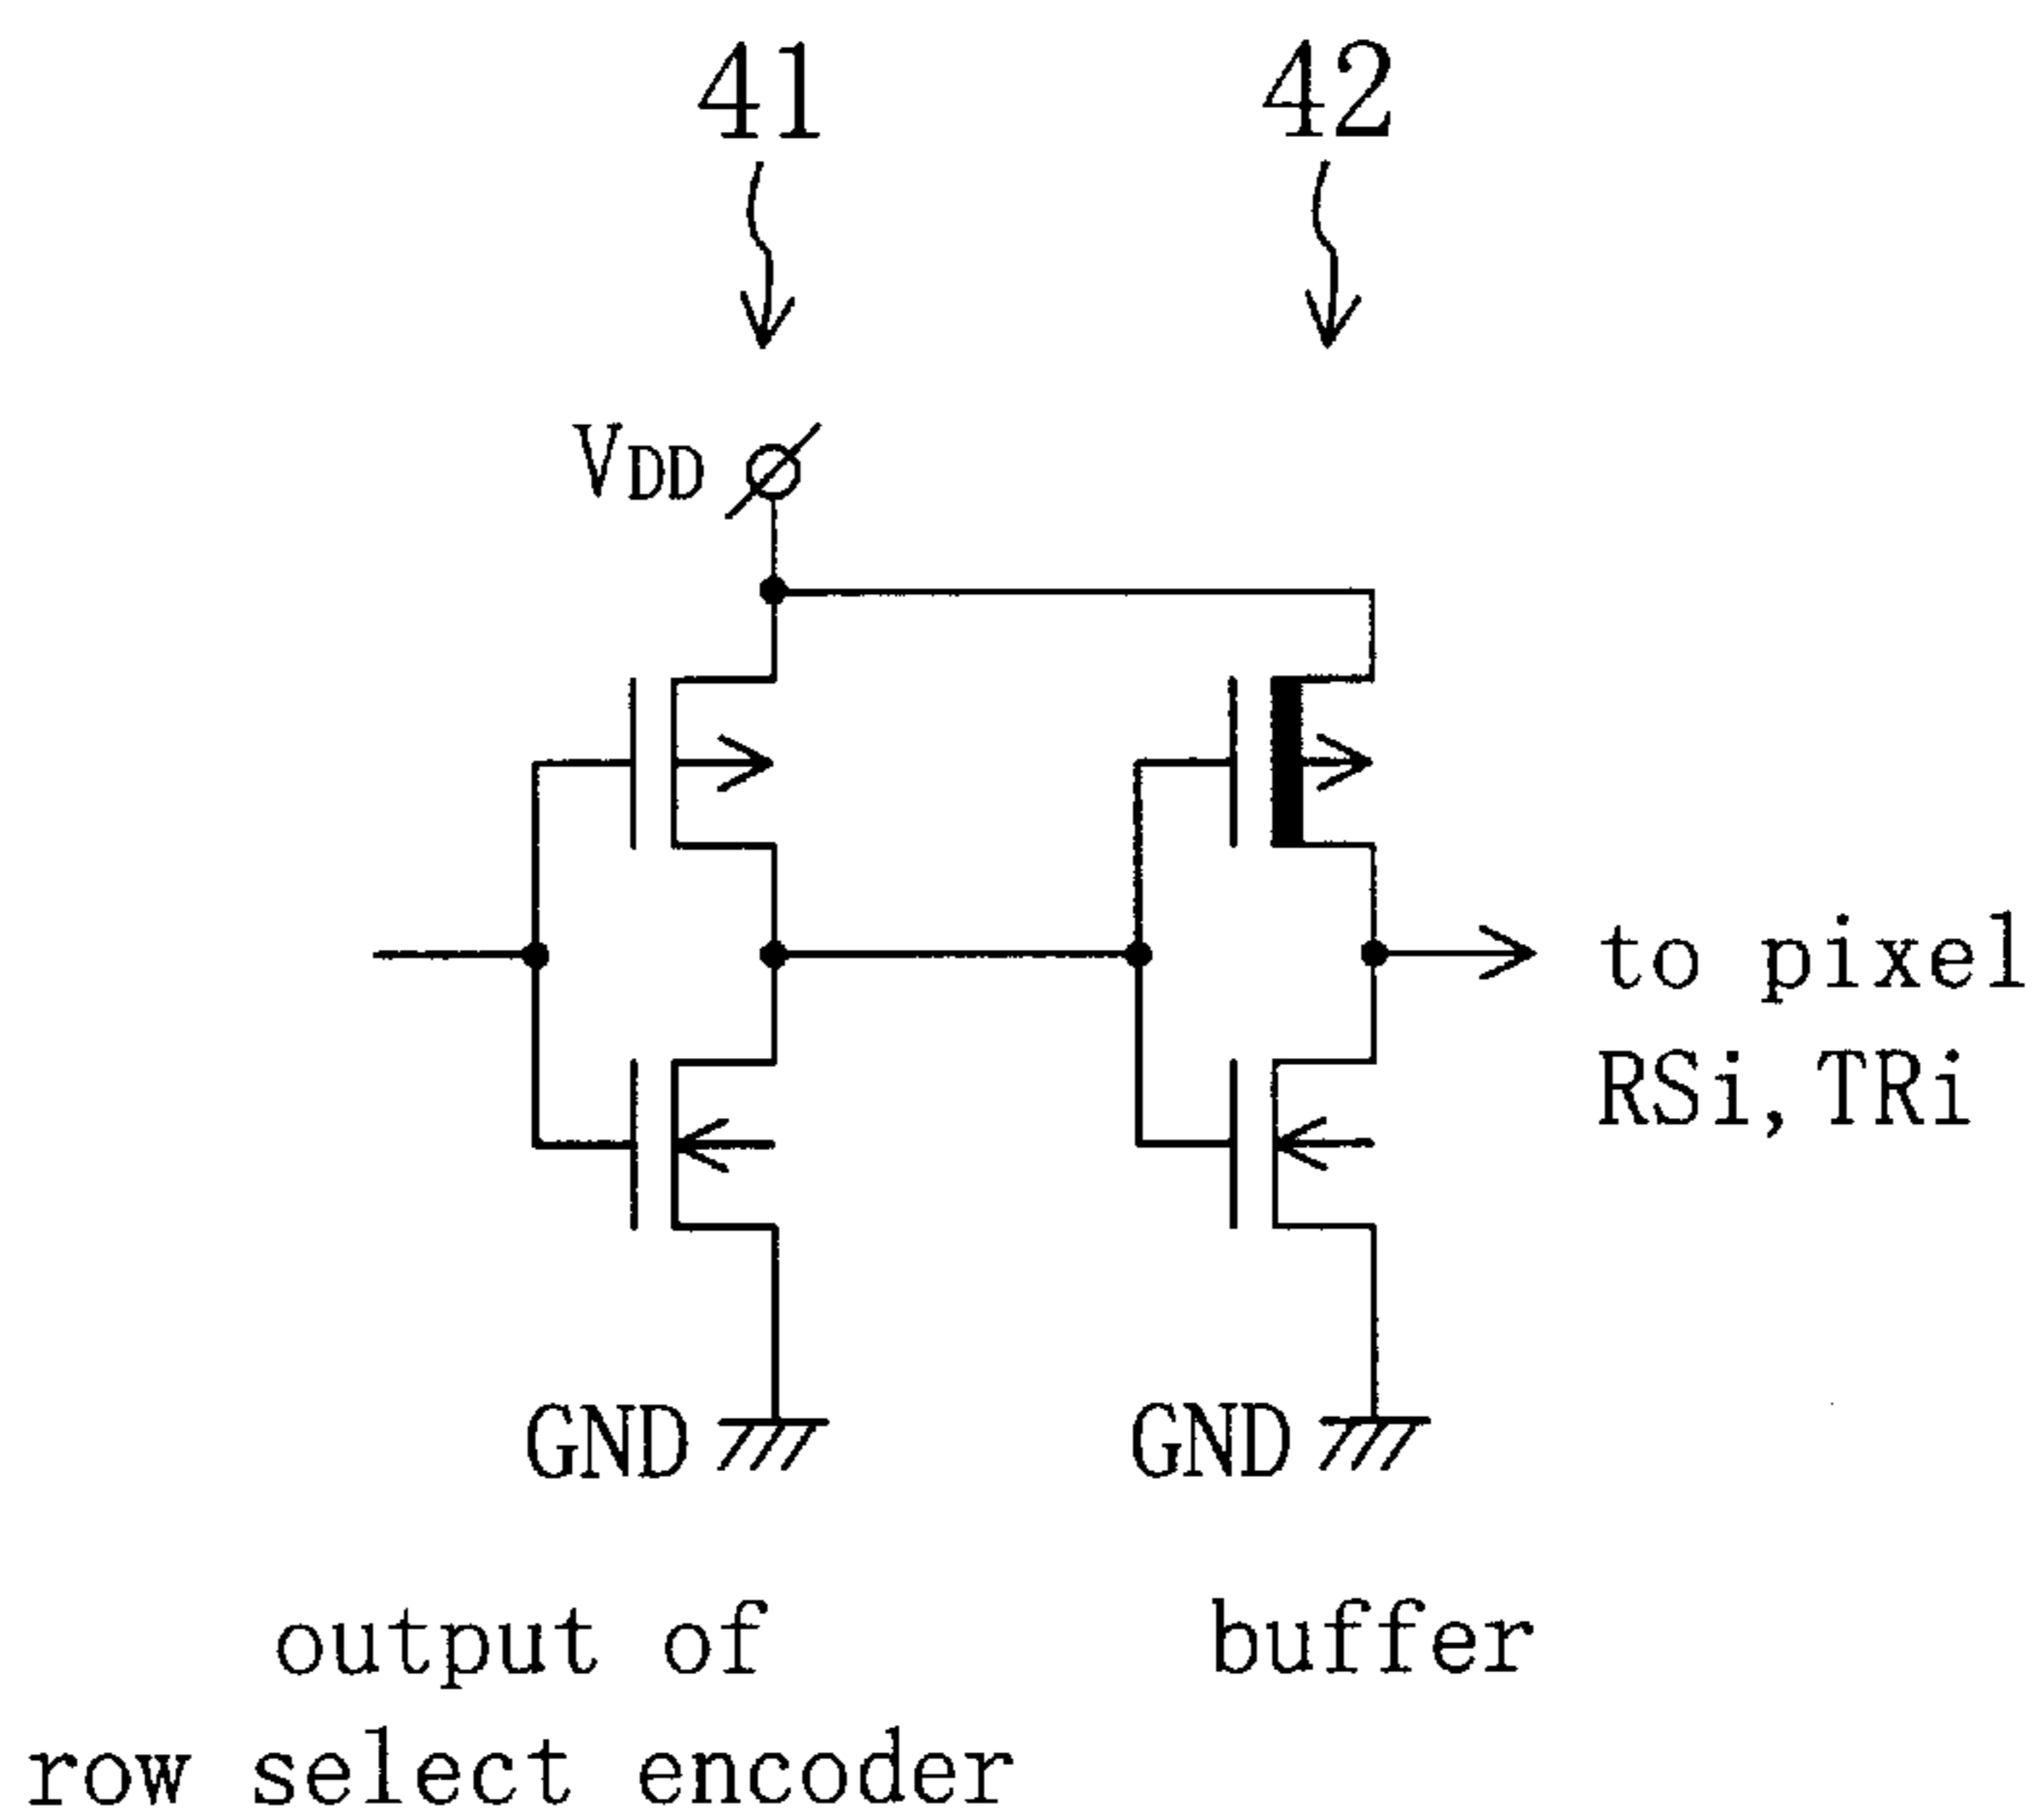 41
42
VDD
to pixel
RSi, TRi
GND
GND
output of
row select encoder
buffer